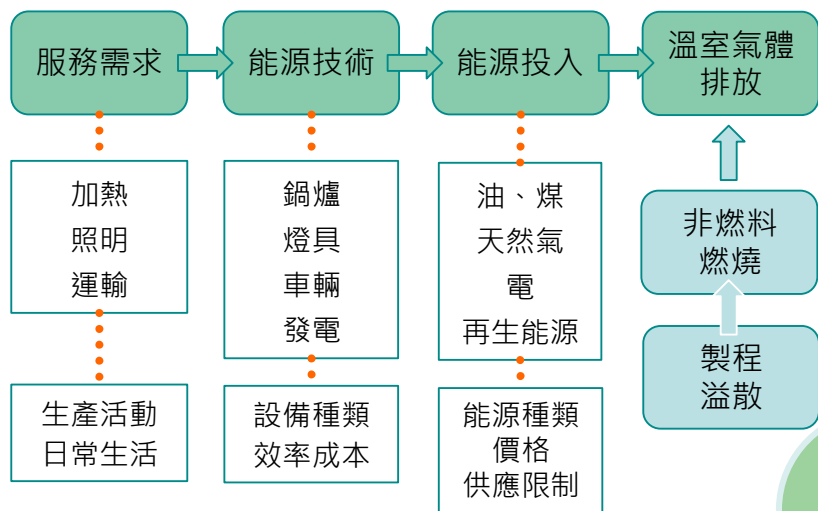 服務需求
能源技術
能源投入
溫室氣體
排放
加熱
照明
運輸
鍋爐
燈具
車輛
發電
油、煤
天然氣
電
再生能源
非燃料
燃燒
製程
溢散
生產活動
日常生活
設備種類
效率成本
能源種類
價格
供應限制